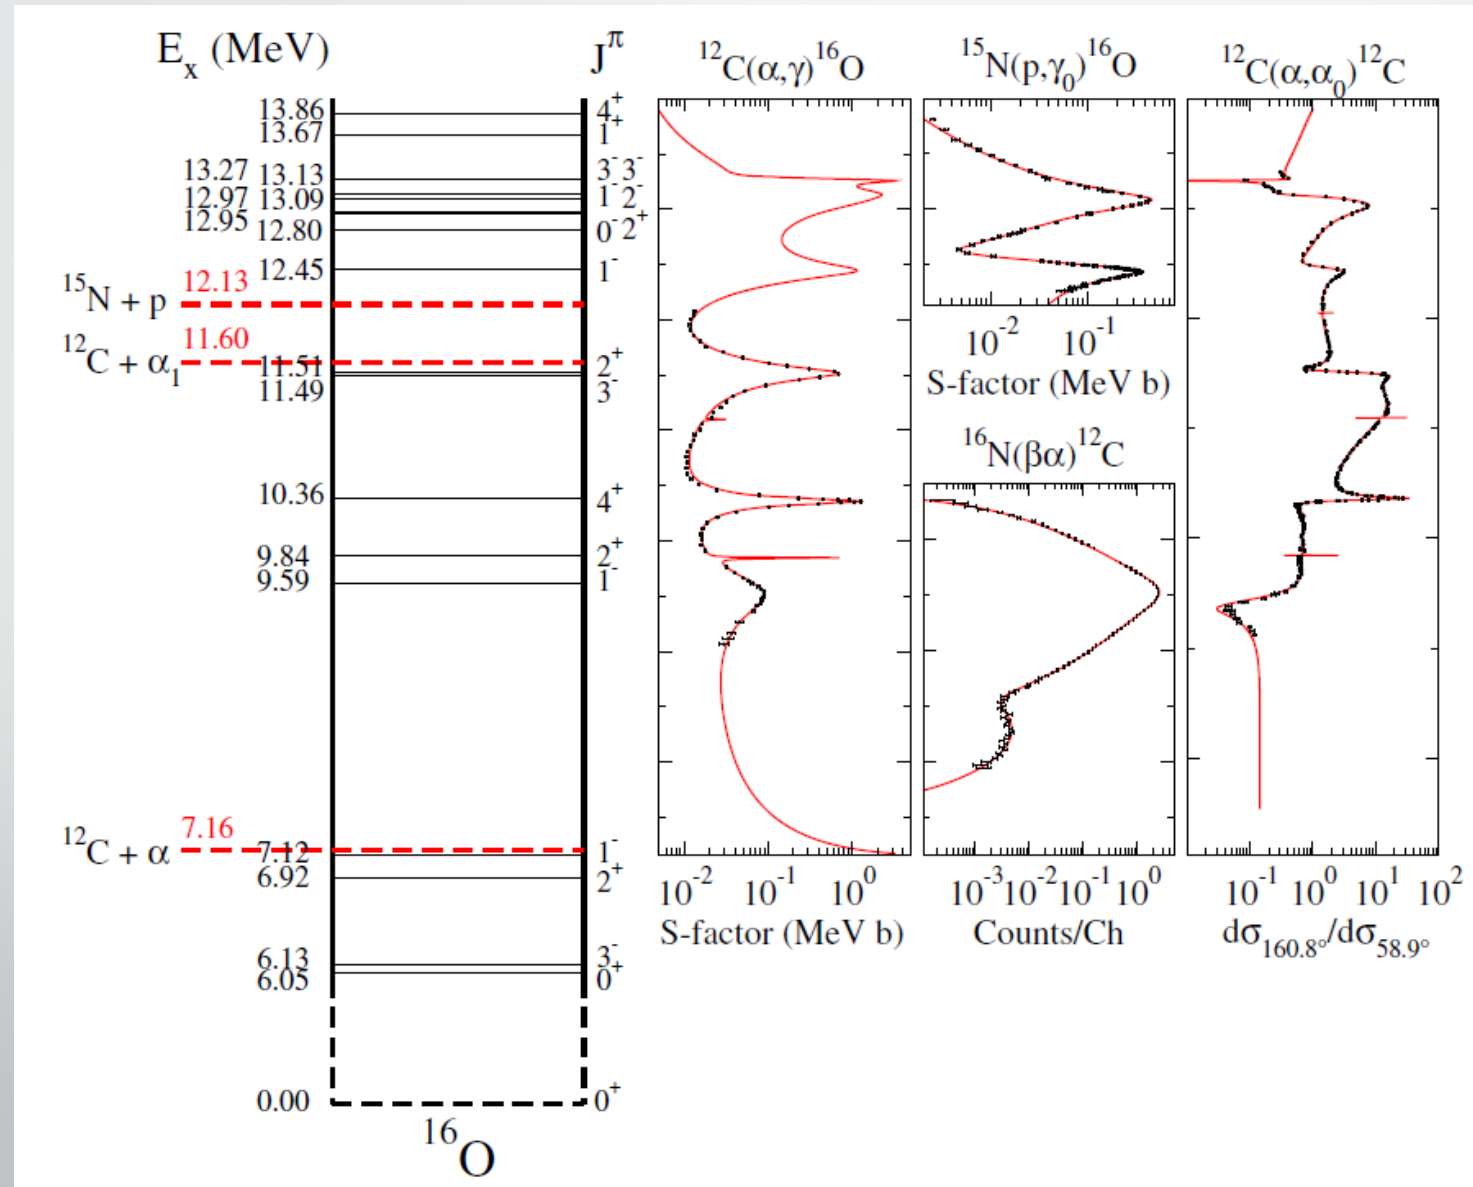 Eₓ (MeV)
J^π
13.86 4⁺
13.67 1⁺
13.27 13.13 3⁻3⁻
12.97 13.09 1⁻2⁻
12.95 12.80 0⁻2⁺
12.45 1⁻
¹⁵N + p 12.13
¹²C + α₁ 11.60
11.51 2⁺
11.49 3⁻
10.36 4⁺
9.84 2⁺
9.59 1⁻
¹²C + α 7.16
7.12 1⁻
6.92 2⁺
6.13 3⁻
6.05 0⁺
0.00 0⁺
¹⁶O
¹²C(α,γ)¹⁶O
10⁻² 10⁻¹ 10⁰
S-factor (MeV b)
¹⁵N(p,γ₀)¹⁶O
10⁻² 10⁻¹
S-factor (MeV b)
¹⁶N(βα)¹²C
10⁻³ 10⁻² 10⁻¹ 10⁰
Counts/Ch
¹²C(α,α₀)¹²C
10⁻¹ 10⁰ 10¹ 10²
dσ₁₆₀.₈°/dσ₅₈.₉°